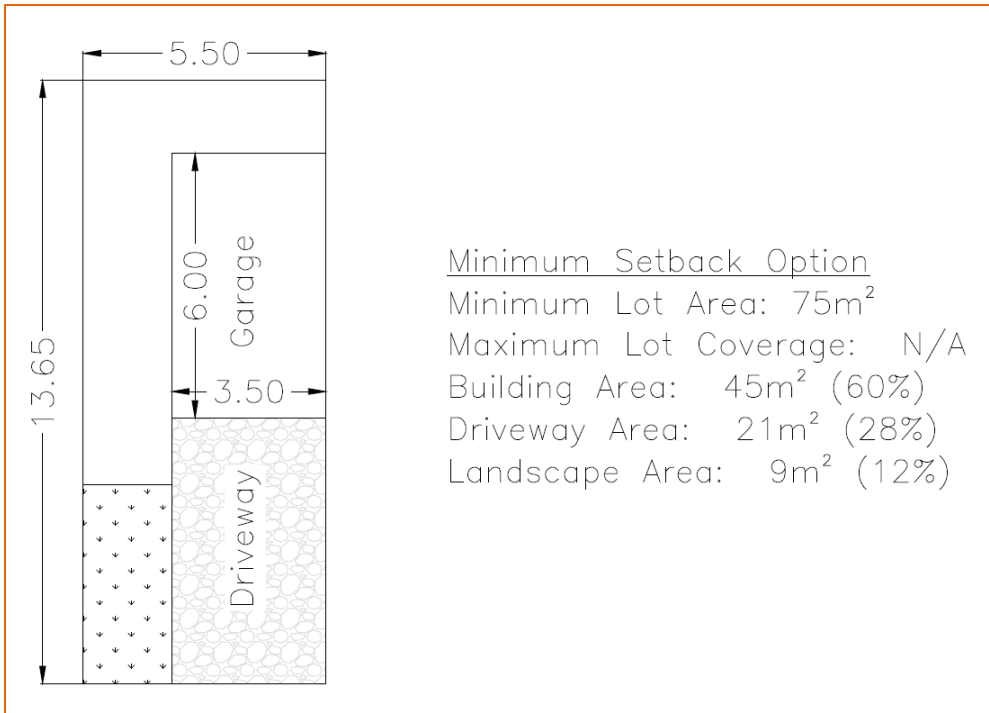 5.50
13.65
6.00
Garage
3.50
Driveway
Minimum Setback Option
Minimum Lot Area: 75m²
Maximum Lot Coverage: N/A
Building Area: 45m² (60%)
Driveway Area: 21m² (28%)
Landscape Area: 9m² (12%)